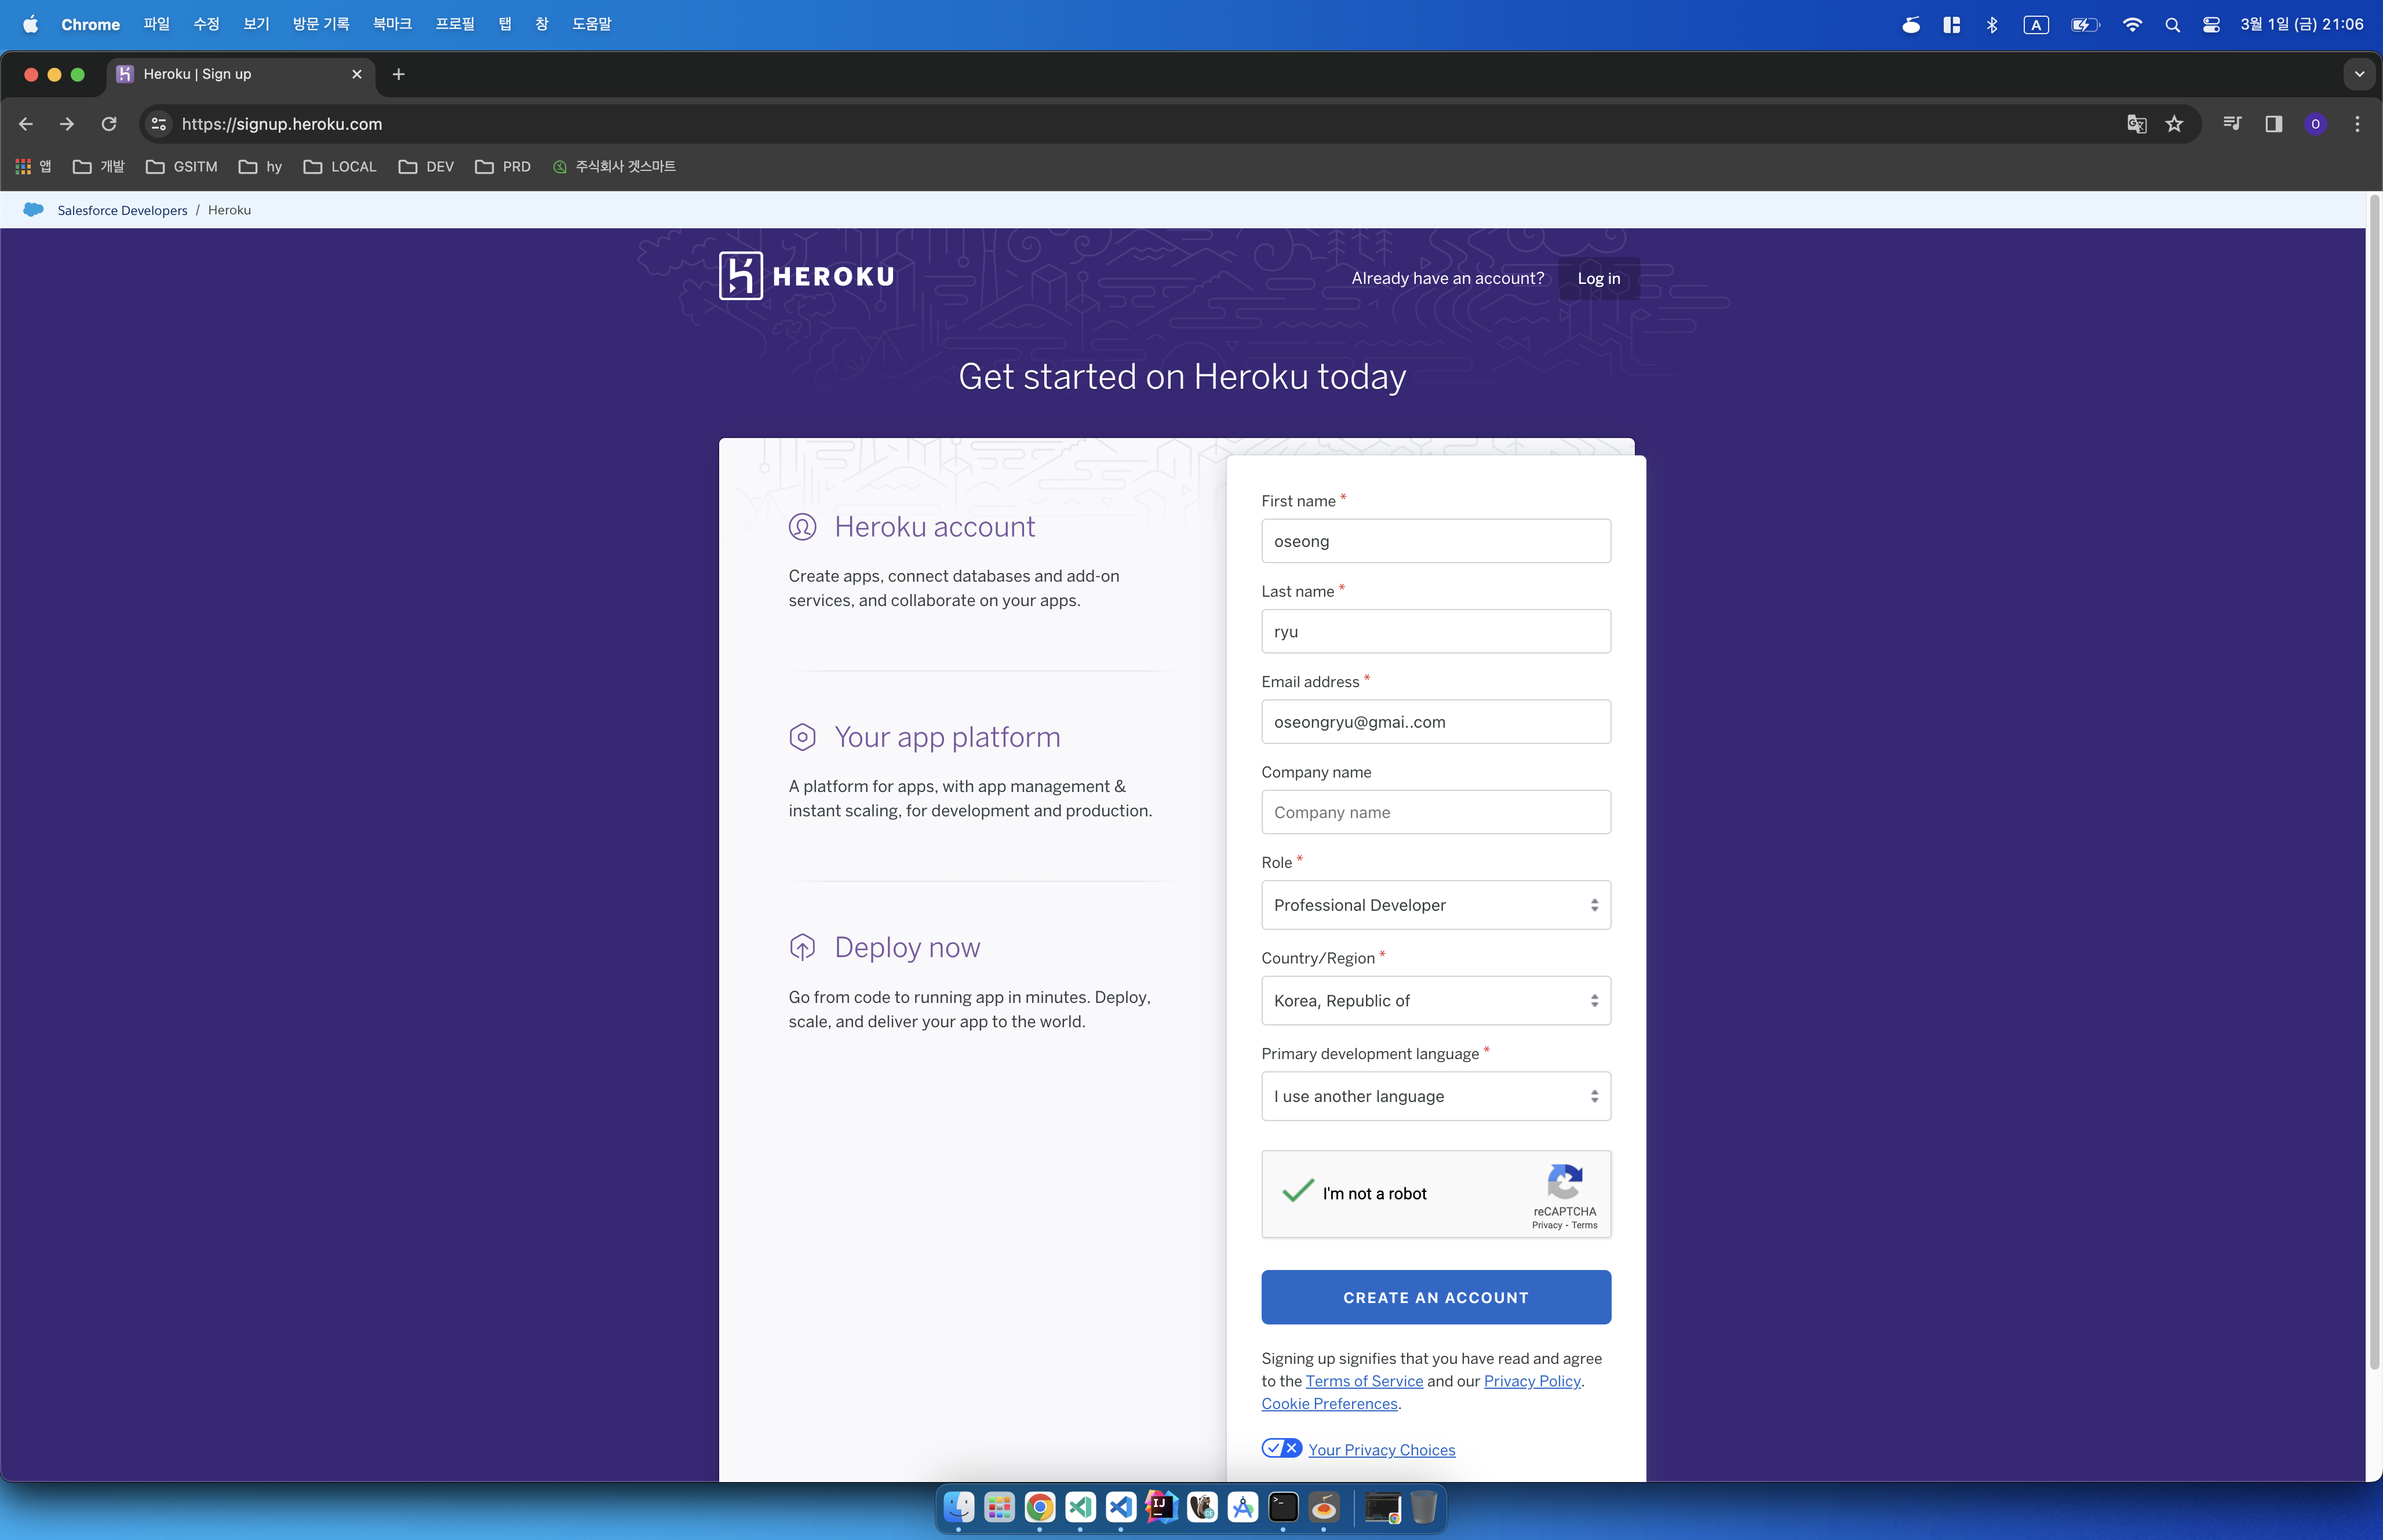 Chrome 파일 수정 보기 방문 기록 북마크 프로필 탭 창 도움말 A 3월 1일 (금) 21:06
Heroku | Sign up
https://signup.heroku.com O
앱 개발 GSITM hy LOCAL DEV PRD 주식회사 겟스마트
Salesforce Developers / Heroku
HEROKU
Already have an account? Log in
Get started on Heroku today
Heroku account
Create apps, connect databases and add-on
services, and collaborate on your apps.
Your app platform
A platform for apps, with app management &
instant scaling, for development and production.
Deploy now
Go from code to running app in minutes. Deploy,
scale, and deliver your app to the world.
First name *
oseong
Last name *
ryu
Email address *
oseongryu@gmai..com
Company name
Company name
Role *
Professional Developer
Country/Region *
Korea, Republic of
Primary development language *
I use another language
I'm not a robot
reCAPTCHA
Privacy - Terms
CREATE AN ACCOUNT
Signing up signifies that you have read and agree
to the Terms of Service and our Privacy Policy.
Cookie Preferences.
Your Privacy Choices
IJ